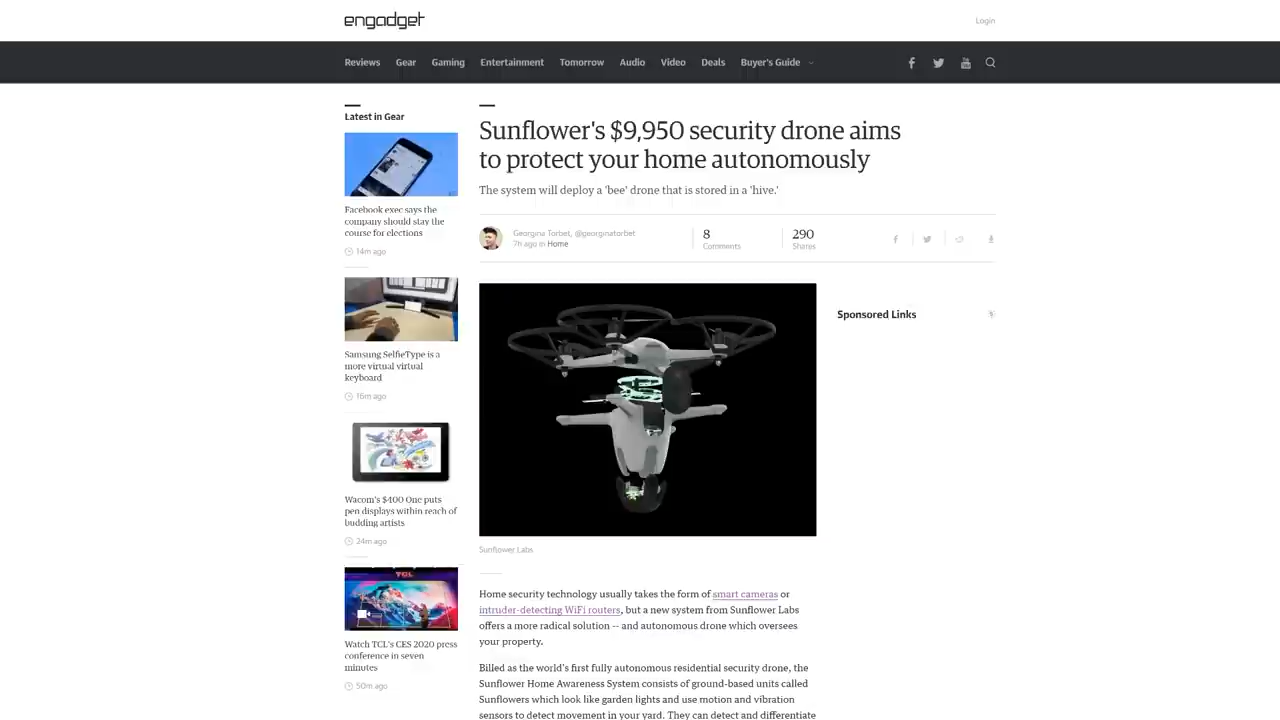 engadget
Login
Reviews
Gear
Gaming
Entertainment
Tomorrow
Audio
Video
Deals
Buyer's Guide
Latest in Gear
Facebook exec says the
company should stay the
course for elections
14m ago
Samsung SelfieType is a
more virtual virtual
keyboard
16m ago
Wacom's $400 One puts
pen displays within reach of
budding artists
24m ago
TCL
Watch TCL's CES 2020 press
conference in seven
minutes
50m ago
Sunflower's $9,950 security drone aims
to protect your home autonomously
The system will deploy a 'bee' drone that is stored in a 'hive.'
Georgina Torbet, @georginatorbet
7h ago in Home
8
Comments
290
Shares
Sunflower Labs
Home security technology usually takes the form of smart cameras or
intruder-detecting WiFi routers, but a new system from Sunflower Labs
offers a more radical solution -- and autonomous drone which oversees
your property.
Billed as the world's first fully autonomous residential security drone, the
Sunflower Home Awareness System consists of ground-based units called
Sunflowers which look like garden lights and use motion and vibration
sensors to detect movement in your yard. They can detect and differentiate
Sponsored Links